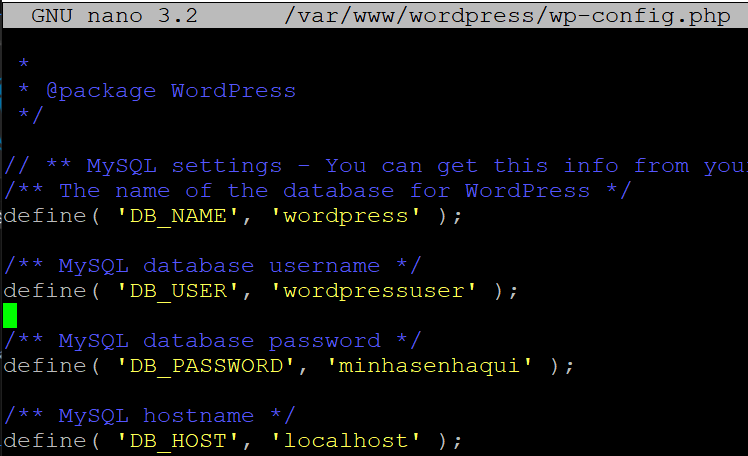 GNU nano 3.2 /var/www/wordpress/wp-config.php
*
* @package WordPress
*/
// ** MySQL settings - You can get this info from your
/** The name of the database for WordPress */
define( 'DB_NAME', 'wordpress' );
/** MySQL database username */
define( 'DB_USER', 'wordpressuser' );
/** MySQL database password */
define( 'DB_PASSWORD', 'minhasenhaqui' );
/** MySQL hostname */
define( 'DB_HOST', 'localhost' );